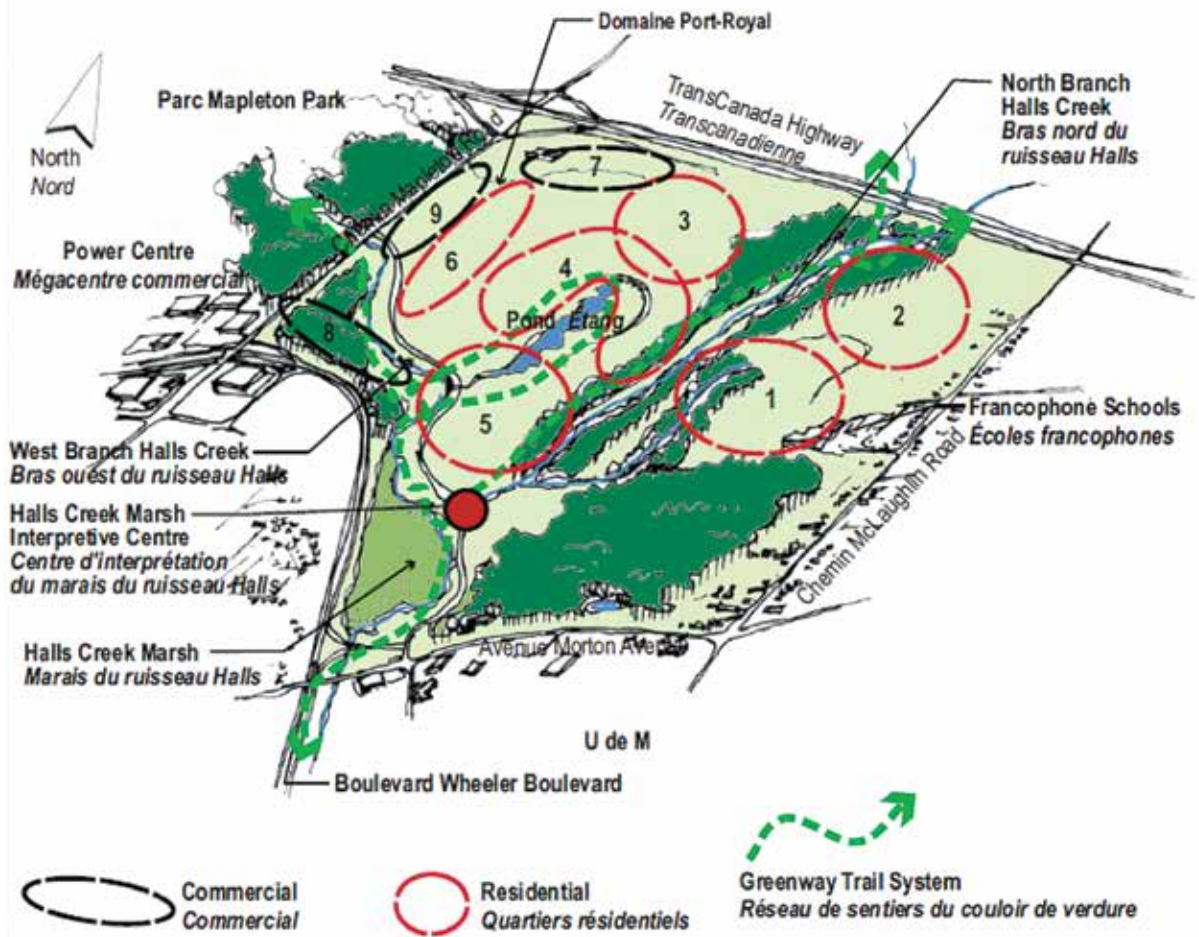 Domaine Port-Royal
Parc Mapleton Park
North
Nord
TransCanada Highway
Transcanadienne
North Branch
Halls Creek
Bras nord du
ruisseau Halls
Mapleton
Power Centre
Mégacentre commercial
7
9
3
6
4
2
8
Pond Étang
1
5
Francophone Schools
Écoles francophones
West Branch Halls Creek
Bras ouest du ruisseau Halls
Halls Creek Marsh
Interpretive Centre
Centre d'interprétation
du marais du ruisseau Halls
Chemin McLaughlin Road
Halls Creek Marsh
Marais du ruisseau Halls
Avenue Morton
U de M
Boulevard Wheeler Boulevard
Commercial
Commercial
Residential
Quartiers résidentiels
Greenway Trail System
Réseau de sentiers du couloir de verdure